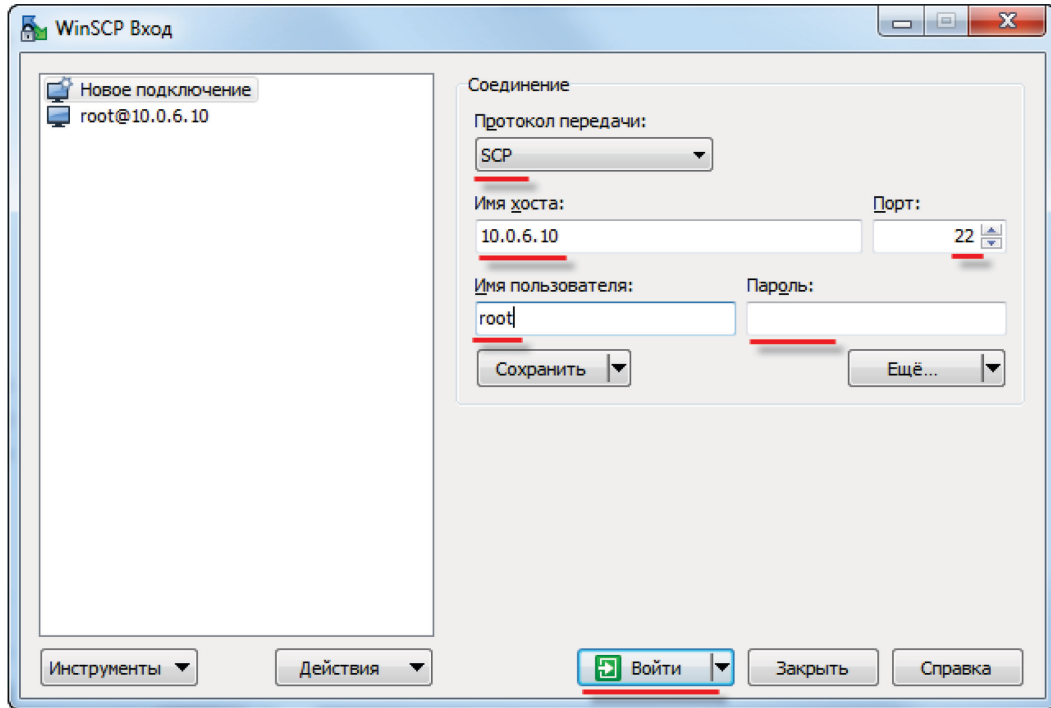 WinSCP Вход
Новое подключение
root@10.0.6.10
Соединение
Протокол передачи:
SCP
Имя хоста:
Порт:
10.0.6.10
22
Имя пользователя:
Пароль:
root
Сохранить
Ещё...
Инструменты
Действия
Войти
Закрыть
Справка